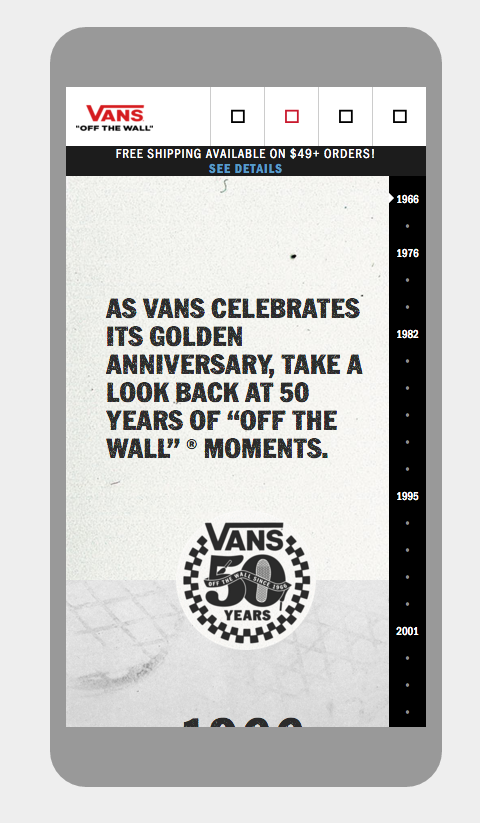 VANS
"OFF THE WALL"
FREE SHIPPING AVAILABLE ON $49+ ORDERS!
SEE DETAILS
1966
1976
1982
1995
2001
AS VANS CELEBRATES
ITS GOLDEN
ANNIVERSARY, TAKE A
LOOK BACK AT 50
YEARS OF “OFF THE
WALL” ® MOMENTS.
VANS
50
OFF THE WALL SINCE 1966
YEARS